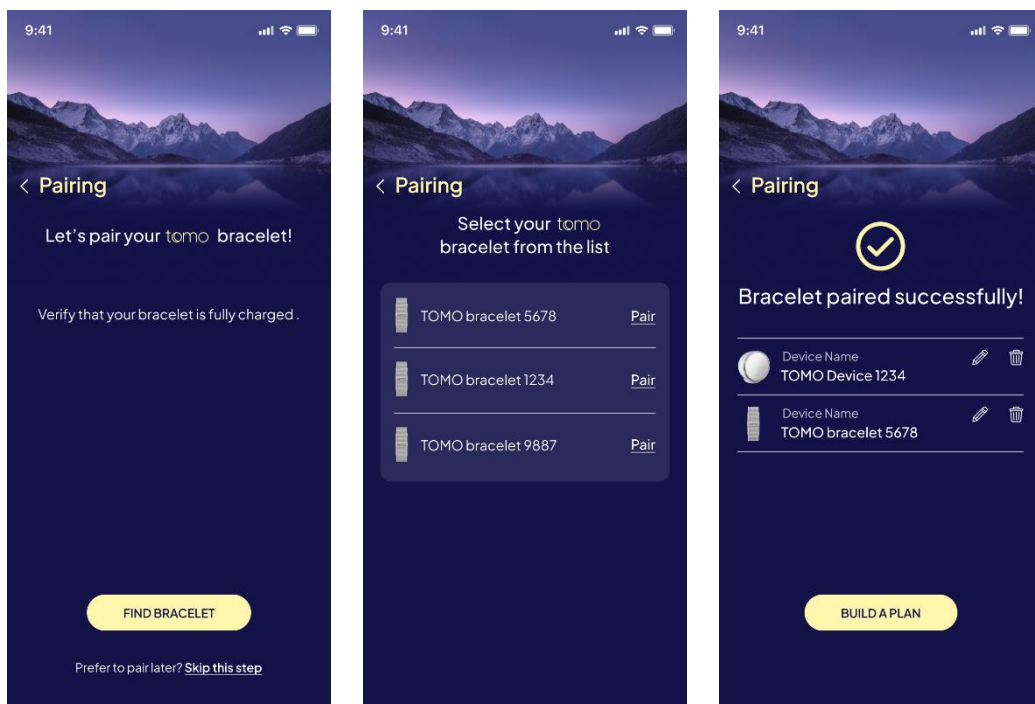 9:41
Pairing
Let's pair your tomo bracelet!
Verify that your bracelet is fully charged .
FIND BRACELET
Prefer to pair later? Skip this step
9:41
Pairing
Select your tomo
bracelet from the list
TOMO bracelet 5678 Pair
TOMO bracelet 1234 Pair
TOMO bracelet 9887 Pair
9:41
Pairing
Bracelet paired successfully!
Device Name
TOMO Device 1234
Device Name
TOMO bracelet 5678
BUILD A PLAN